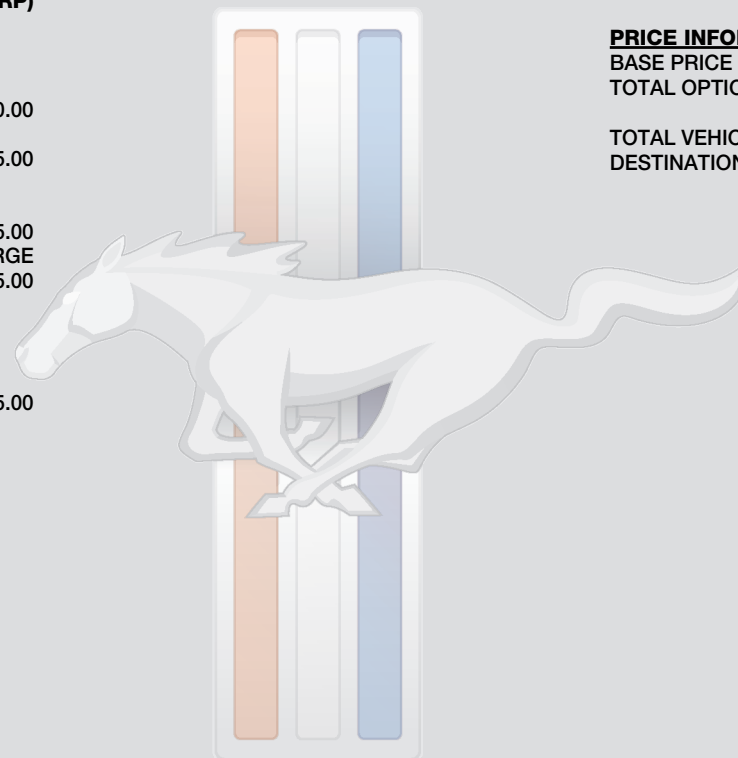 RP)
0.00
5.00
5.00
RGE
5.00
5.00
PRICE INFO
BASE PRICE
TOTAL OPTIO
TOTAL VEHIC
DESTINATION